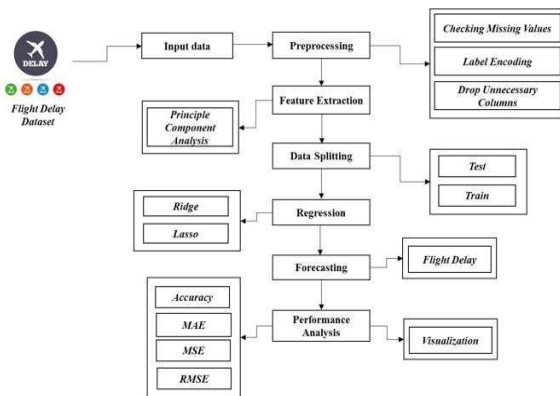 DELAY
Flight Delay
Dataset
Input data
Preprocessing
Checking Missing Values
Label Encoding
Drop Unnecessary
Columns
Feature Extraction
Principle
Component
Analysis
Data Splitting
Test
Train
Regression
Ridge
Lasso
Forecasting
Flight Delay
Performance
Analysis
Accuracy
MAE
MSE
RMSE
Visualization